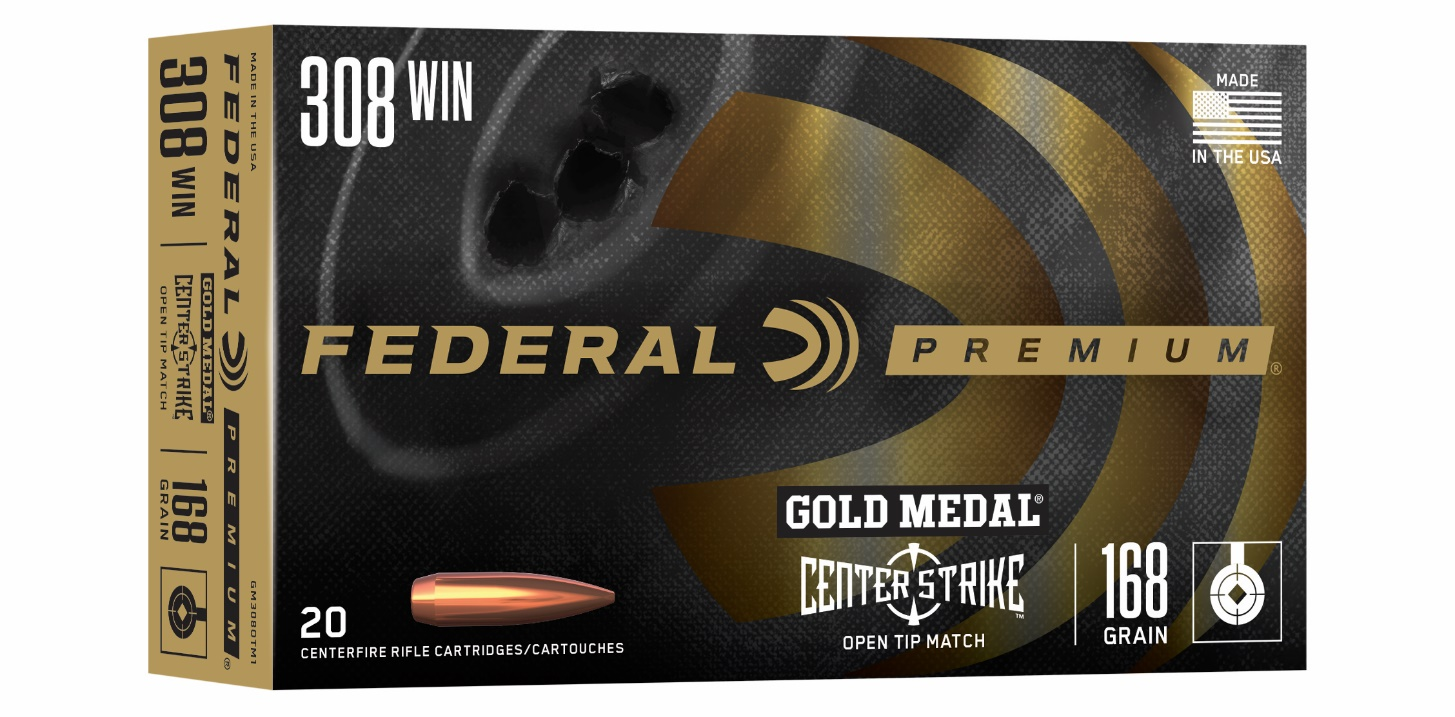 308 WIN
MADE
IN THE USA
FEDERAL PREMIUM®
GOLD MEDAL®
CENTER STRIKE™
OPEN TIP MATCH
168
GRAIN
20
CENTERFIRE RIFLE CARTRIDGES/CARTOUCHES
MADE IN THE USA
GM308OTM1
FEDERAL PREMIUM®
308 WIN
GOLD MEDAL®
CENTER STRIKE
OPEN TIP MATCH
168
GRAIN